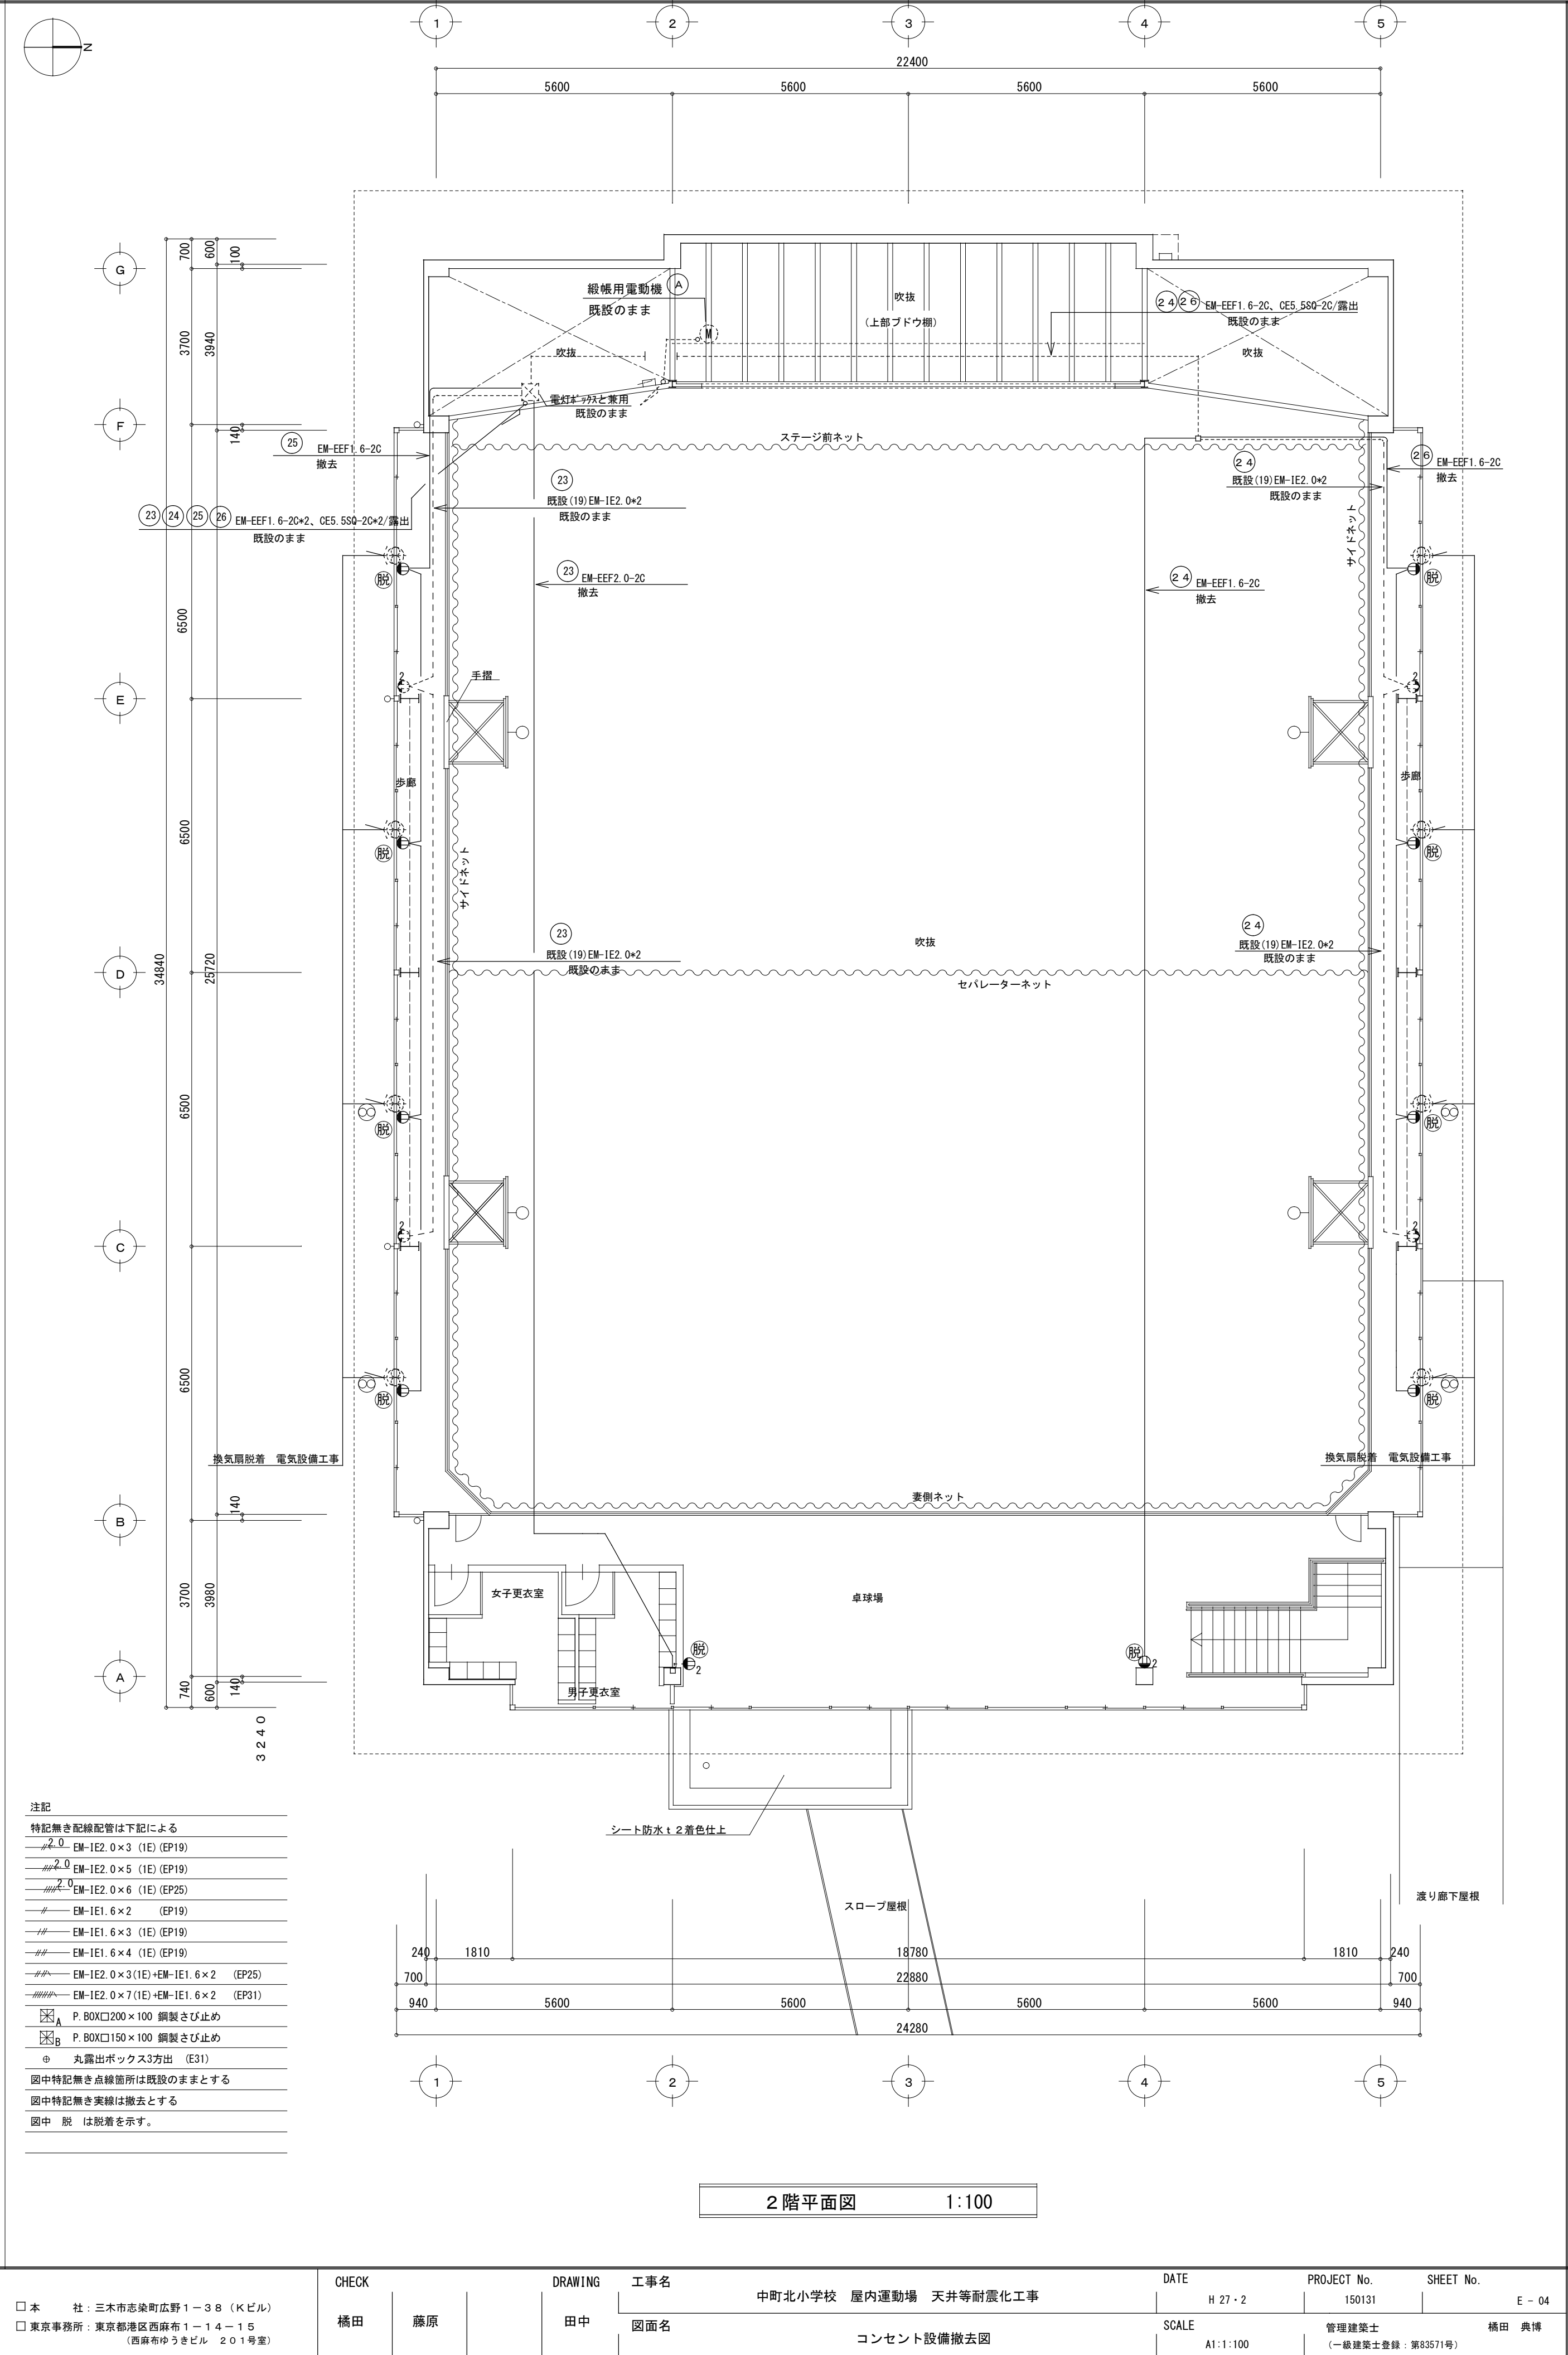 N
1
2
3
4
5
22400
5600
5600
5600
5600
G
F
E
D
C
B
A
700
600
100
3700
3940
140
6500
6500
34840
25720
6500
6500
140
3700
3980
740
600
140
3240
緞帳用電動機 A
既設のまま
M
吹抜
(上部ブドウ棚)
24 26 EM-EEF1.6-2C、CE5.5SQ-2C/露出
既設のまま
吹抜
吹抜
電灯ボックスと兼用
既設のまま
ステージ前ネット
25 EM-EEF1.6-2C
撤去
23
既設(19)EM-IE2.0*2
既設のまま
24
既設(19)EM-IE2.0*2
既設のまま
26 EM-EEF1.6-2C
撤去
23 24 25 26 EM-EEF1.6-2C*2、CE5.5SQ-2C*2/露出
既設のまま
サイドネット
脱
脱
23 EM-EEF2.0-2C
撤去
24 EM-EEF1.6-2C
撤去
2
2
手摺
歩廊
歩廊
脱
脱
サイドネット
23
既設(19)EM-IE2.0*2
既設のまま
吹抜
24
既設(19)EM-IE2.0*2
既設のまま
セパレーターネット
脱
脱
2
2
脱
脱
換気扇脱着 電気設備工事
換気扇脱着 電気設備工事
妻側ネット
女子更衣室
卓球場
脱
2
脱
2
男子更衣室
シート防水t2着色仕上
スロープ屋根
渡り廊下屋根
240
1810
18780
1810
240
700
22880
700
940
5600
5600
5600
5600
940
24280
1
2
3
4
5
注記
特記無き配線配管は下記による
2.0 EM-IE2.0×3 (1E)(EP19)
2.0 EM-IE2.0×5 (1E)(EP19)
2.0 EM-IE2.0×6 (1E)(EP25)
EM-IE1.6×2 (EP19)
EM-IE1.6×3 (1E)(EP19)
EM-IE1.6×4 (1E)(EP19)
EM-IE2.0×3(1E)+EM-IE1.6×2 (EP25)
EM-IE2.0×7(1E)+EM-IE1.6×2 (EP31)
A P.BOX□200×100 鋼製さび止め
B P.BOX□150×100 鋼製さび止め
丸露出ボックス3方出 (E31)
図中特記無き点線箇所は既設のままとする
図中特記無き実線は撤去とする
図中 脱 は脱着を示す。
2階平面図 1:100
□本 社:三木市志染町広野1-38(Kビル)
□東京事務所:東京都港区西麻布1-14-15
(西麻布ゆうきビル 201号室)
CHECK
橘田
藤原
DRAWING
田中
工事名
中町北小学校 屋内運動場 天井等耐震化工事
図面名
コンセント設備撤去図
DATE
H 27・2
SCALE
A1:1:100
PROJECT No.
150131
SHEET No.
E - 04
管理建築士 橘田 典博
(一級建築士登録:第83571号)